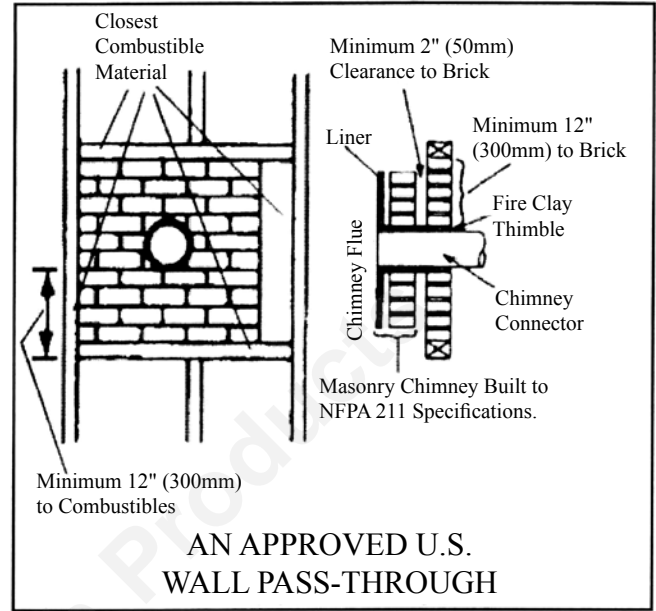 Closest
Combustible
Material
Minimum 2" (50mm)
Clearance to Brick
Liner
Minimum 12"
(300mm) to Brick
Fire Clay
Thimble
Chimney Flue
Chimney
Connector
Masonry Chimney Built to
NFPA 211 Specifications.
Minimum 12" (300mm)
to Combustibles
AN APPROVED U.S.
WALL PASS-THROUGH
Product